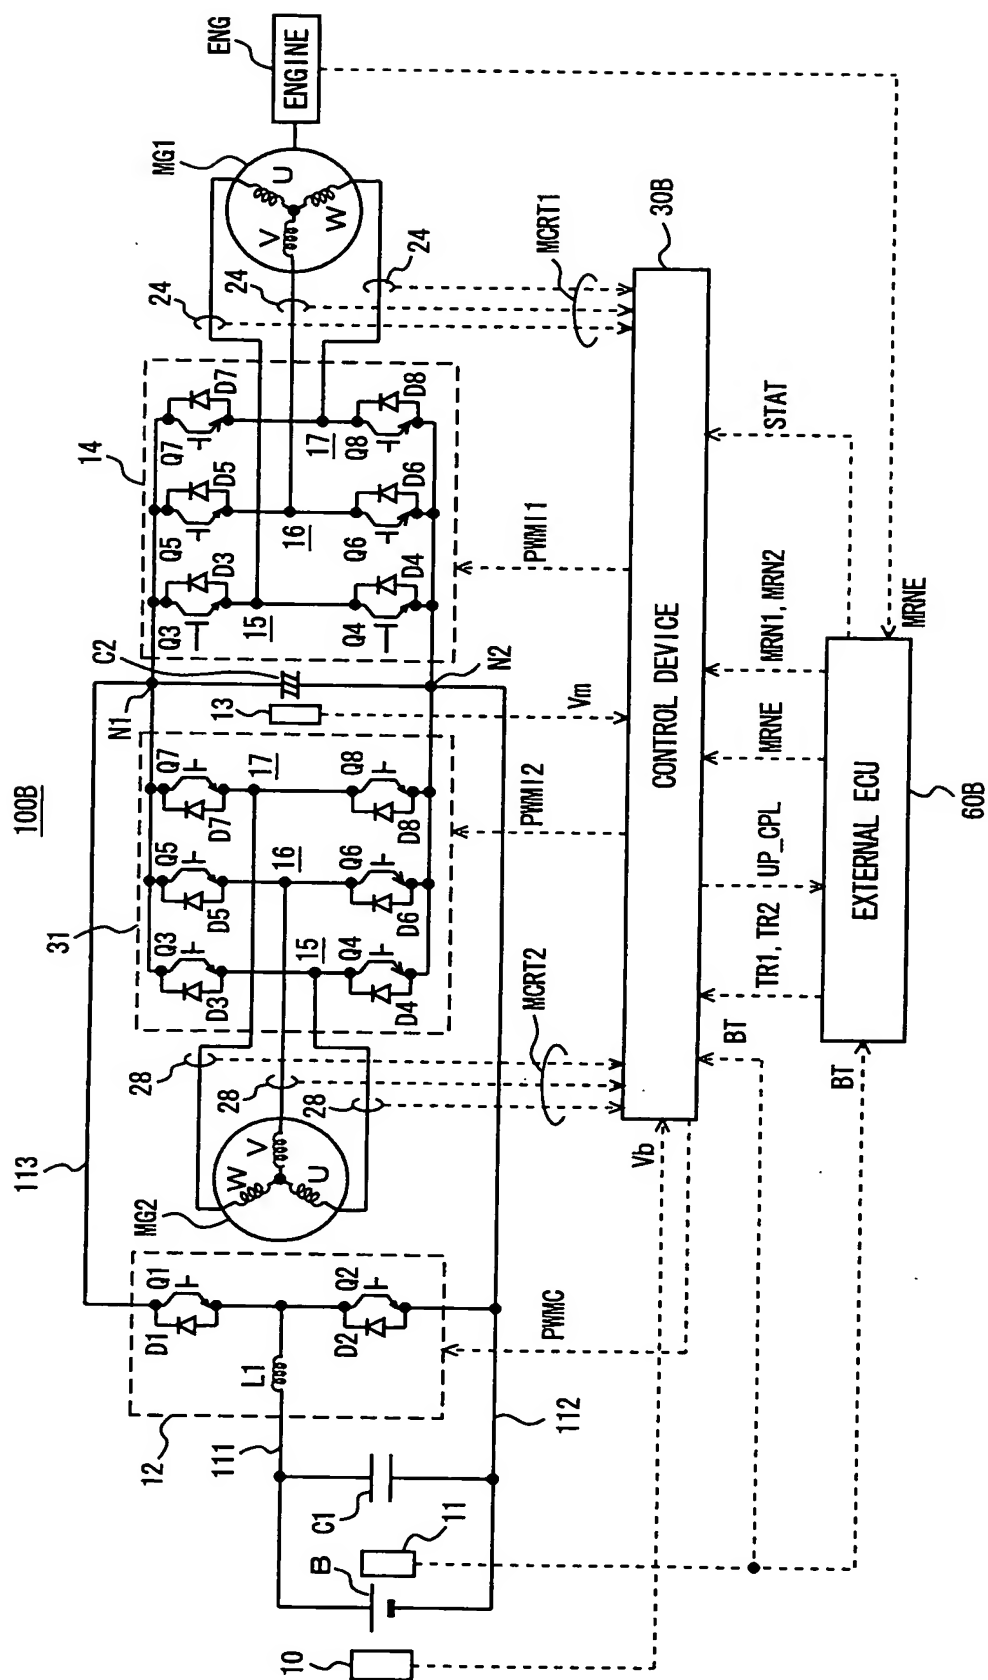 100B
ENG
ENGINE
MG1
U
V
W
24
24
24
MCRT1
30B
14
Q7
D7
Q5
D5
Q3
D3
17
16
15
Q8
D8
Q6
D6
Q4
D4
PWMI1
STAT
C2
N1
N2
13
Vm
CONTROL DEVICE
MRN1, MRN2
MRNE
MRNE
UP_CPL
TR1, TR2
BT
EXTERNAL ECU
60B
31
Q7
D7
Q5
D5
Q3
D3
17
16
15
Q8
D8
Q6
D6
Q4
D4
PWMI2
113
28
28
28
MCRT2
MG2
W
V
U
Vb
BT
12
D1
Q1
D2
Q2
L1
PWMC
111
112
C1
B
11
10